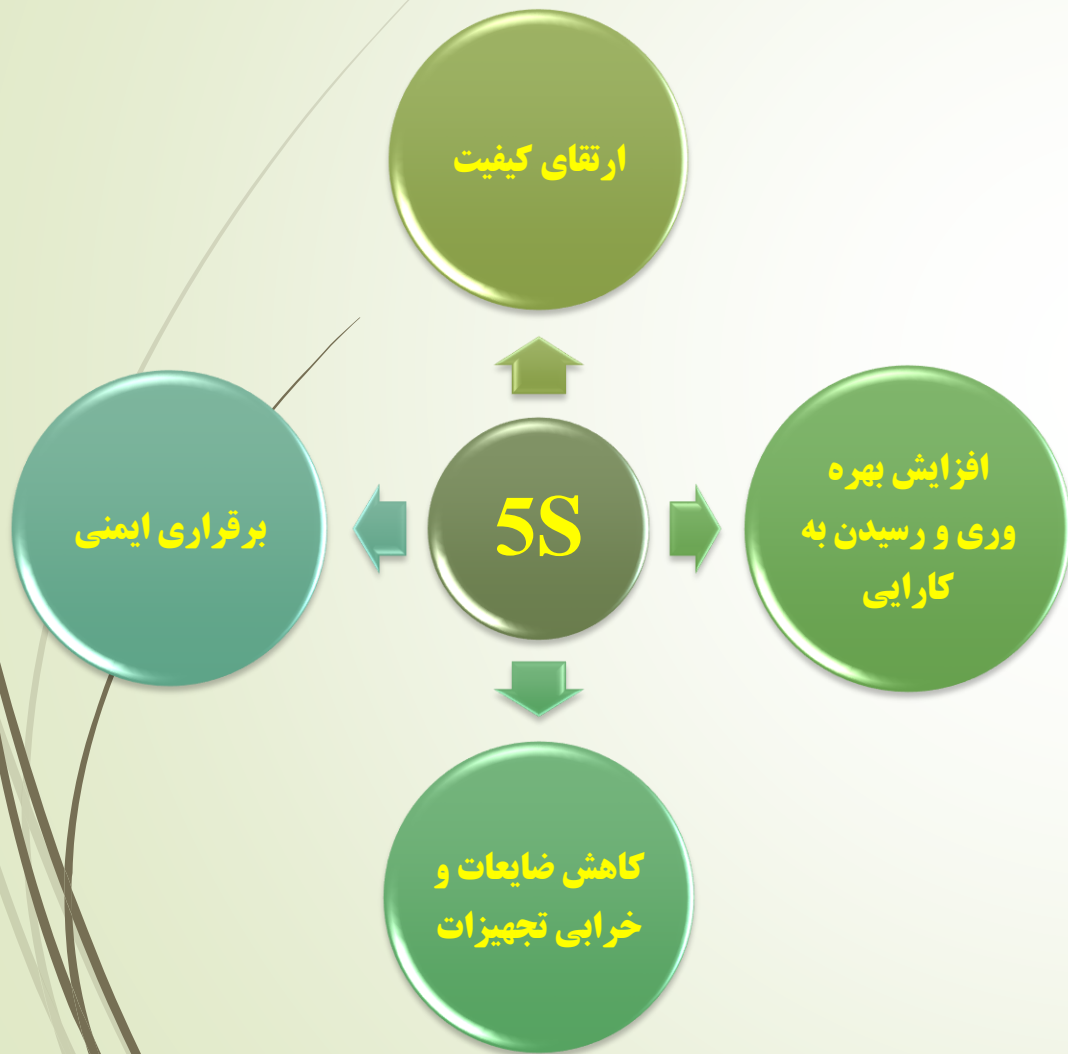 ارتقای کیفیت
افزایش بهره
وری و رسیدن به
کارایی
5S
برقراری ایمنی
کاهش ضایعات و
خرابی تجهیزات